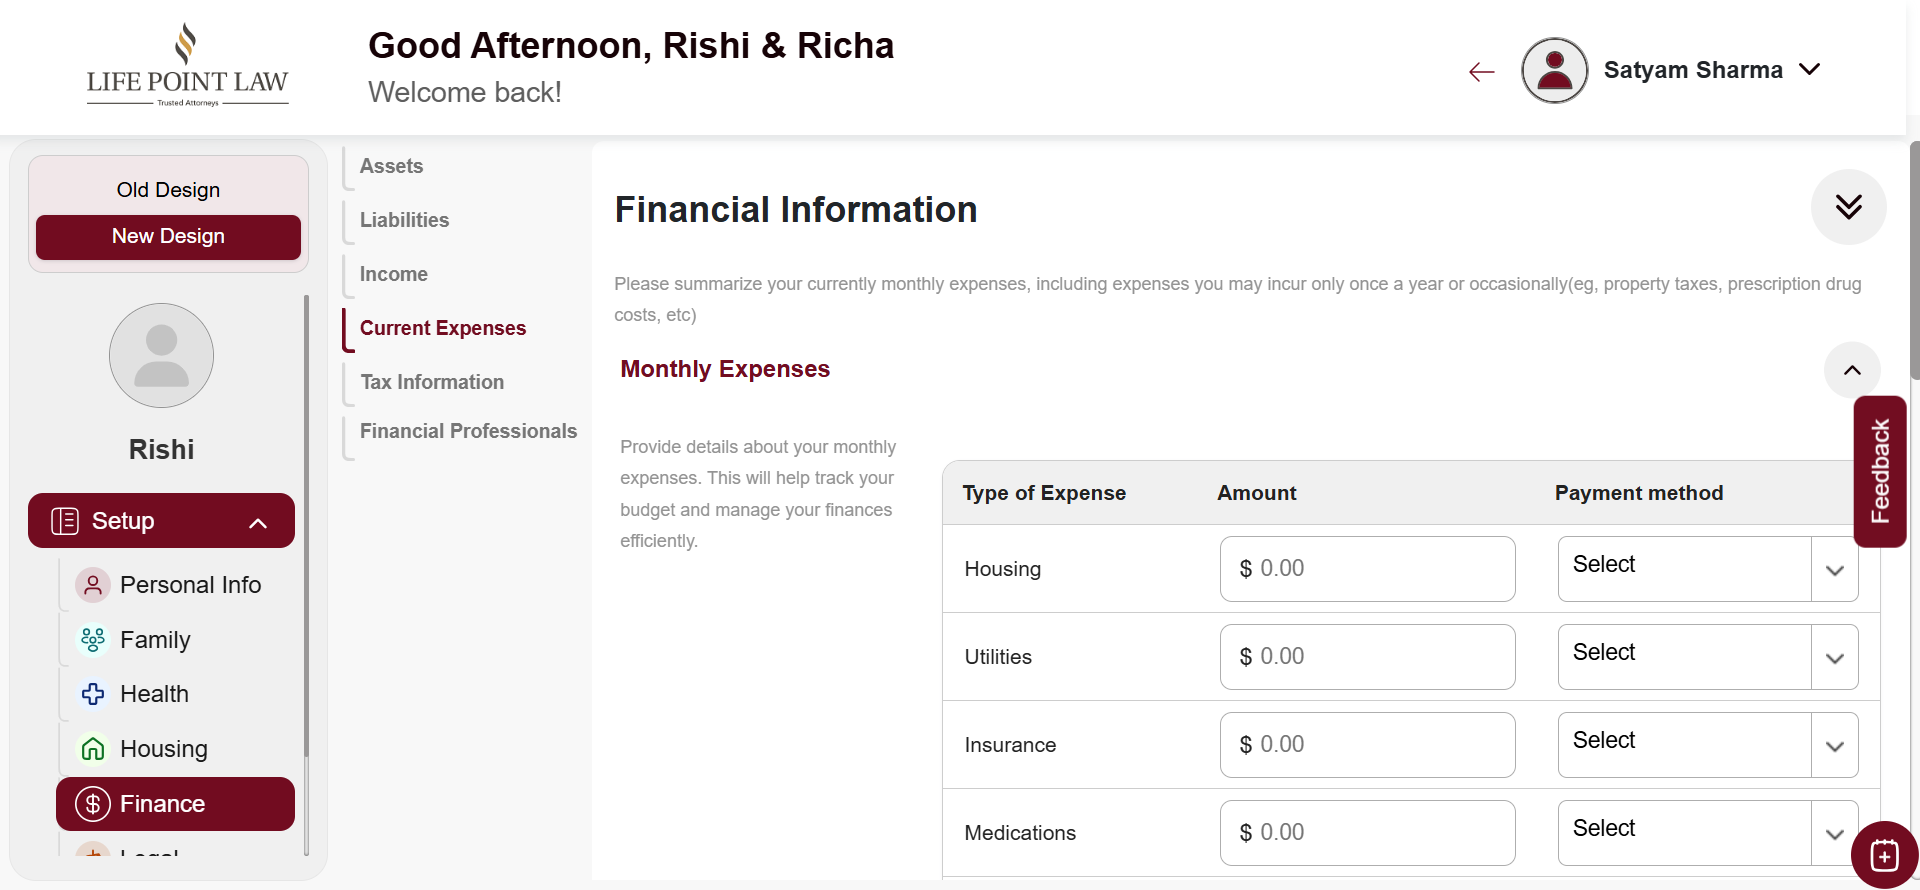 LIFE POINT LAW
Trusted Attorneys
Good Afternoon, Rishi & Richa
Welcome back!
Satyam Sharma
Old Design
New Design
Rishi
Setup
Personal Info
Family
Health
Housing
Finance
Legal
Assets
Liabilities
Income
Current Expenses
Tax Information
Financial Professionals
Financial Information
Please summarize your currently monthly expenses, including expenses you may incur only once a year or occasionally(eg, property taxes, prescription drug
costs, etc)
Monthly Expenses
Provide details about your monthly
expenses. This will help track your
budget and manage your finances
efficiently.
Type of Expense Amount Payment method
Housing $ 0.00 Select
Utilities $ 0.00 Select
Insurance $ 0.00 Select
Medications $ 0.00 Select
Feedback